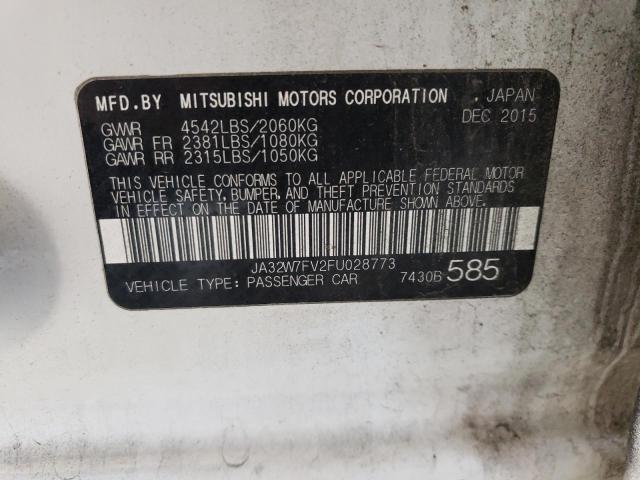 MFD.BY MITSUBISHI MOTORS CORPORATION . JAPAN
DEC 2015
GVWR 4542LBS/2060KG
GAWR FR 2381LBS/1080KG
GAWR RR 2315LBS/1050KG
THIS VEHICLE CONFORMS TO ALL APPLICABLE FEDERAL MOTOR
VEHICLE SAFETY, BUMPER, AND THEFT PREVENTION STANDARDS
IN EFFECT ON THE DATE OF MANUFACTURE SHOWN ABOVE.
JA32W7FV2FU028773
VEHICLE TYPE: PASSENGER CAR 7430B 585